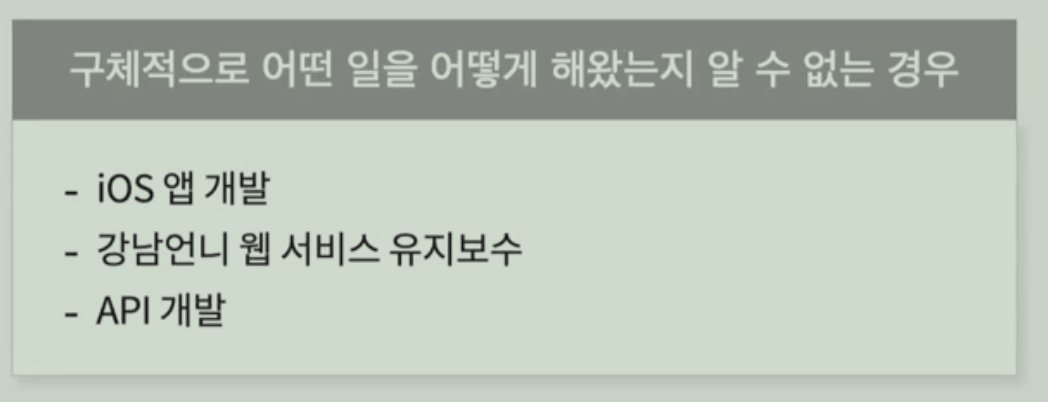 구체적으로 어떤 일을 어떻게 해왔는지 알 수 없는 경우
- iOS 앱 개발
- 강남언니 웹 서비스 유지보수
- API 개발